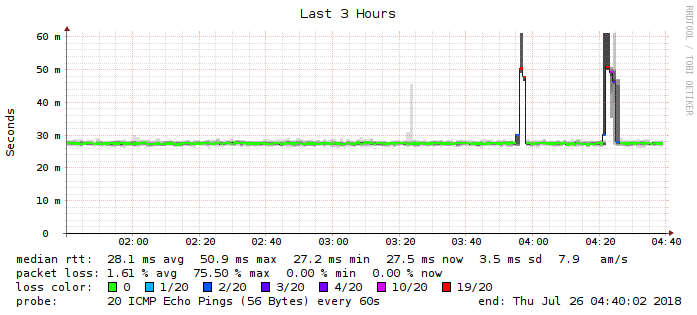 Last 3 Hours
RRDTOOL / TOBI OETIKER
Seconds
60 m
50 m
40 m
30 m
20 m
10 m
0
02:00 02:20 02:40 03:00 03:20 03:40 04:00 04:20 04:40
median rtt: 28.1 ms avg 50.9 ms max 27.2 ms min 27.5 ms now 3.5 ms sd 7.9 am/s
packet loss: 1.61 % avg 75.50 % max 0.00 % min 0.00 % now
loss color: 0 1/20 2/20 3/20 4/20 10/20 19/20
probe: 20 ICMP Echo Pings (56 Bytes) every 60s end: Thu Jul 26 04:40:02 2018